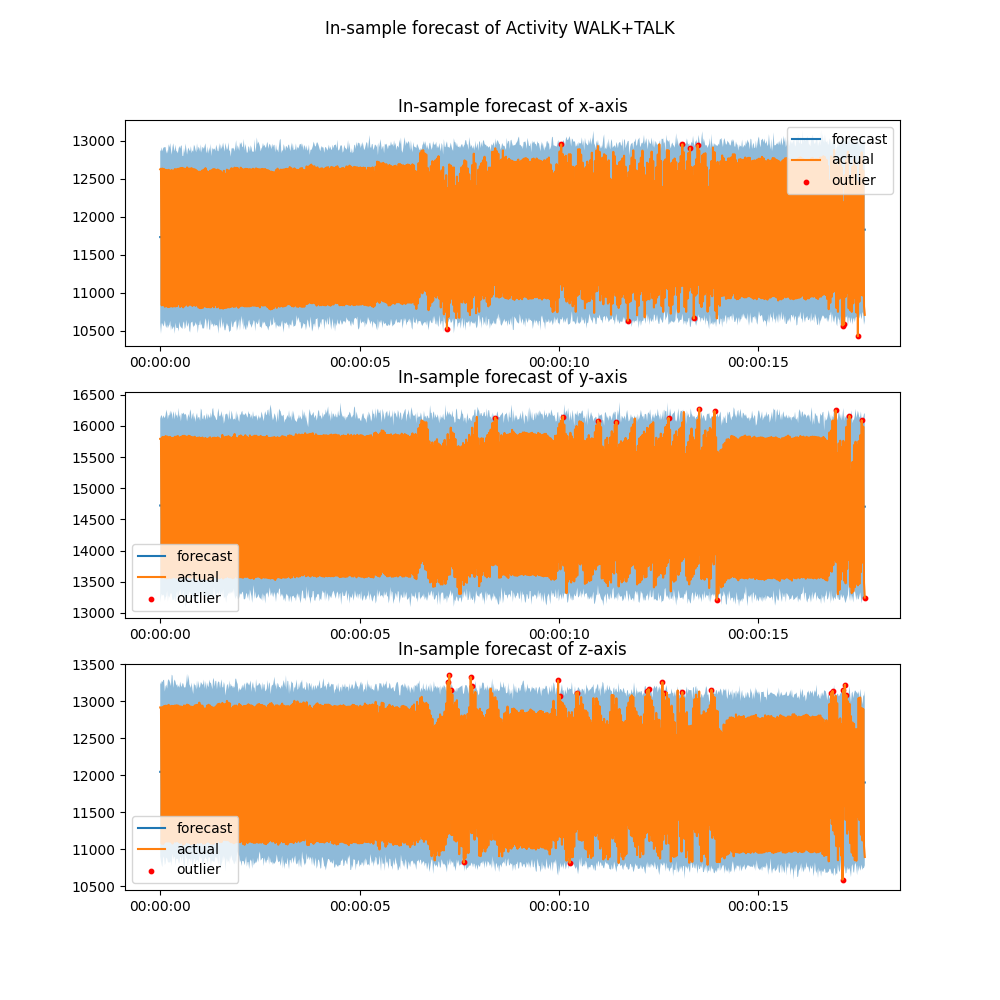 In-sample forecast of Activity WALK+TALK
In-sample forecast of x-axis
13000
12500
12000
11500
11000
10500
forecast
actual
outlier
00:00:00 00:00:05 00:00:10 00:00:15
In-sample forecast of y-axis
16500
16000
15500
15000
14500
14000
13500
13000
forecast
actual
outlier
00:00:00 00:00:05 00:00:10 00:00:15
In-sample forecast of z-axis
13500
13000
12500
12000
11500
11000
10500
forecast
actual
outlier
00:00:00 00:00:05 00:00:10 00:00:15